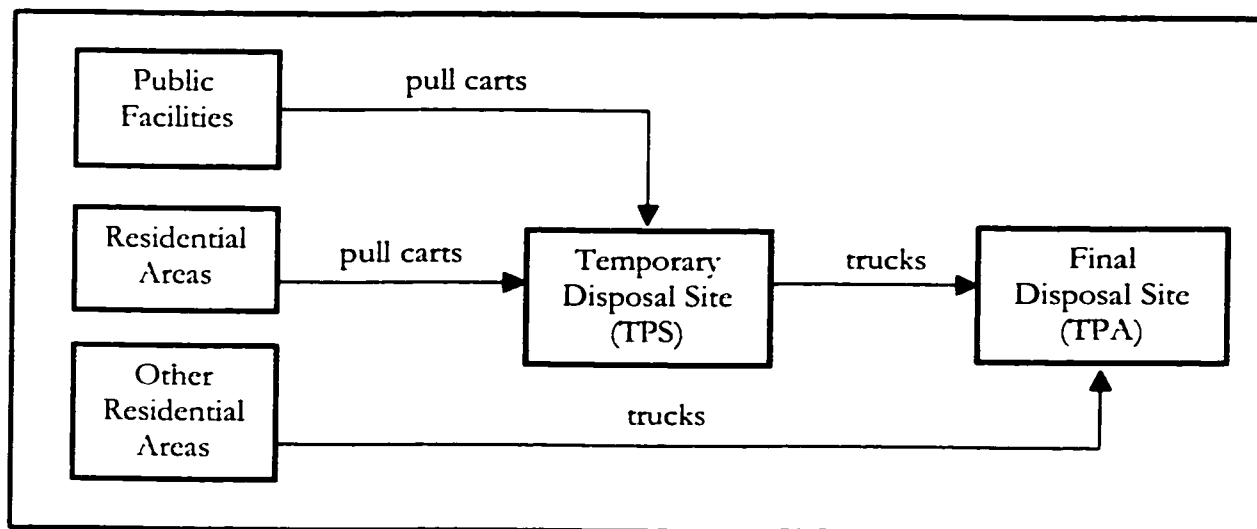 Public
Facilities
pull carts
Residential
Areas
pull carts
Temporary
Disposal Site
(TPS)
trucks
Final
Disposal Site
(TPA)
Other
Residential
Areas
trucks